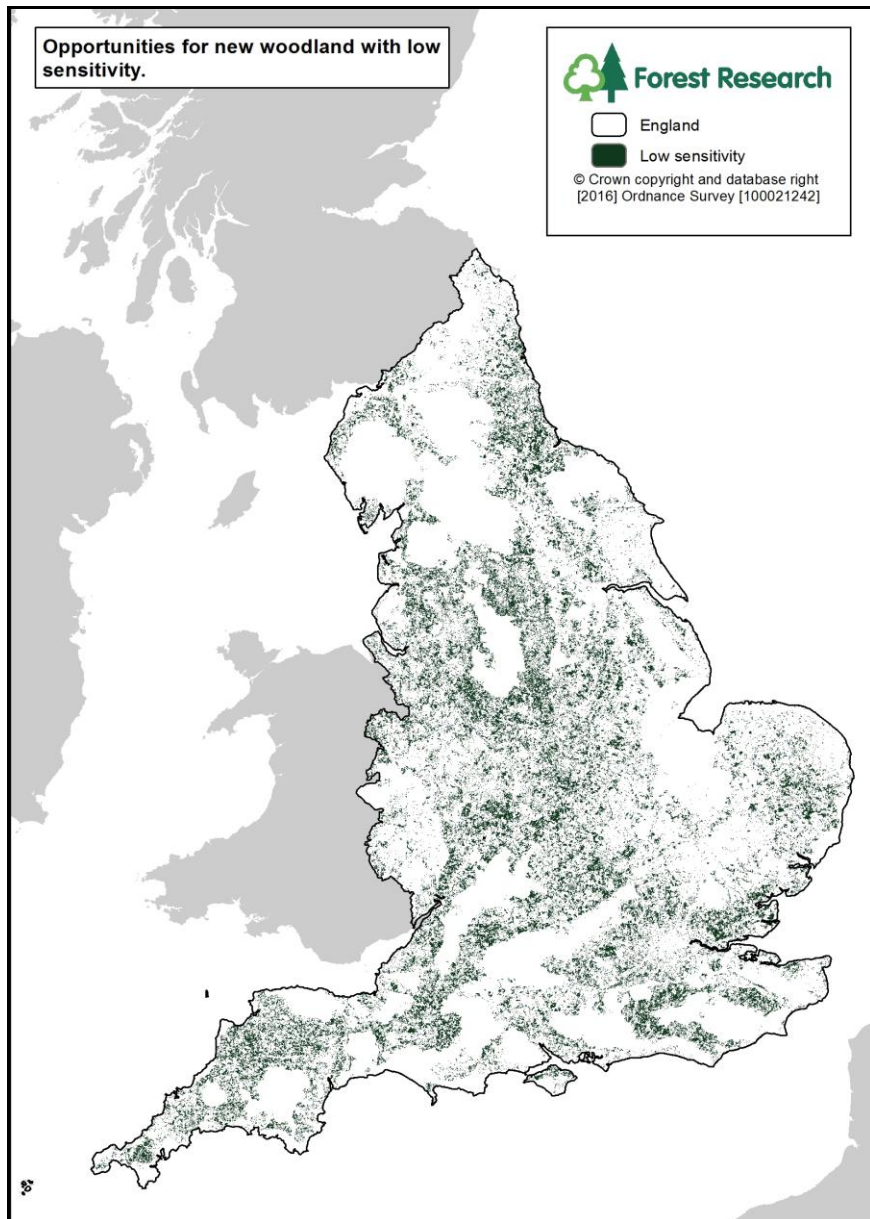 Opportunities for new woodland with low
sensitivity.
Forest Research
England
Low sensitivity
© Crown copyright and database right
[2016] Ordnance Survey [100021242]